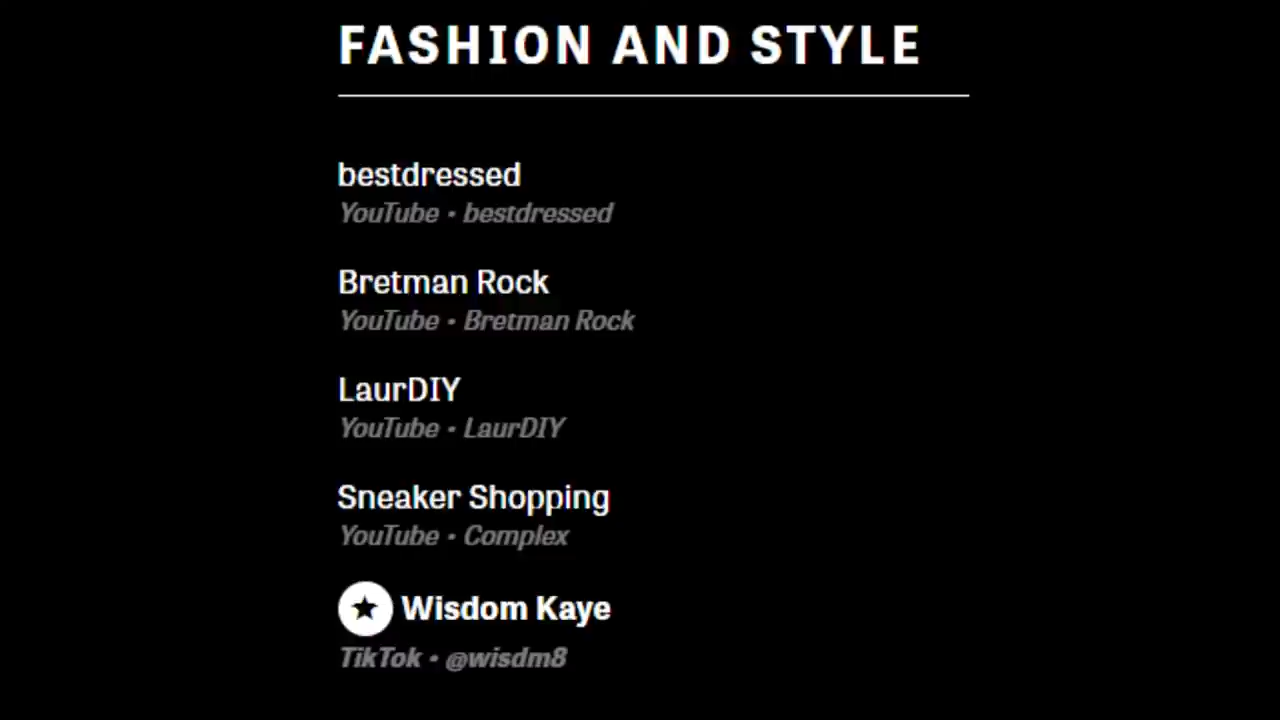 FASHION AND STYLE
bestdressed
YouTube • bestdressed
Bretman Rock
YouTube • Bretman Rock
LaurDIY
YouTube • LaurDIY
Sneaker Shopping
YouTube • Complex
Wisdom Kaye
TikTok • @wisdm8